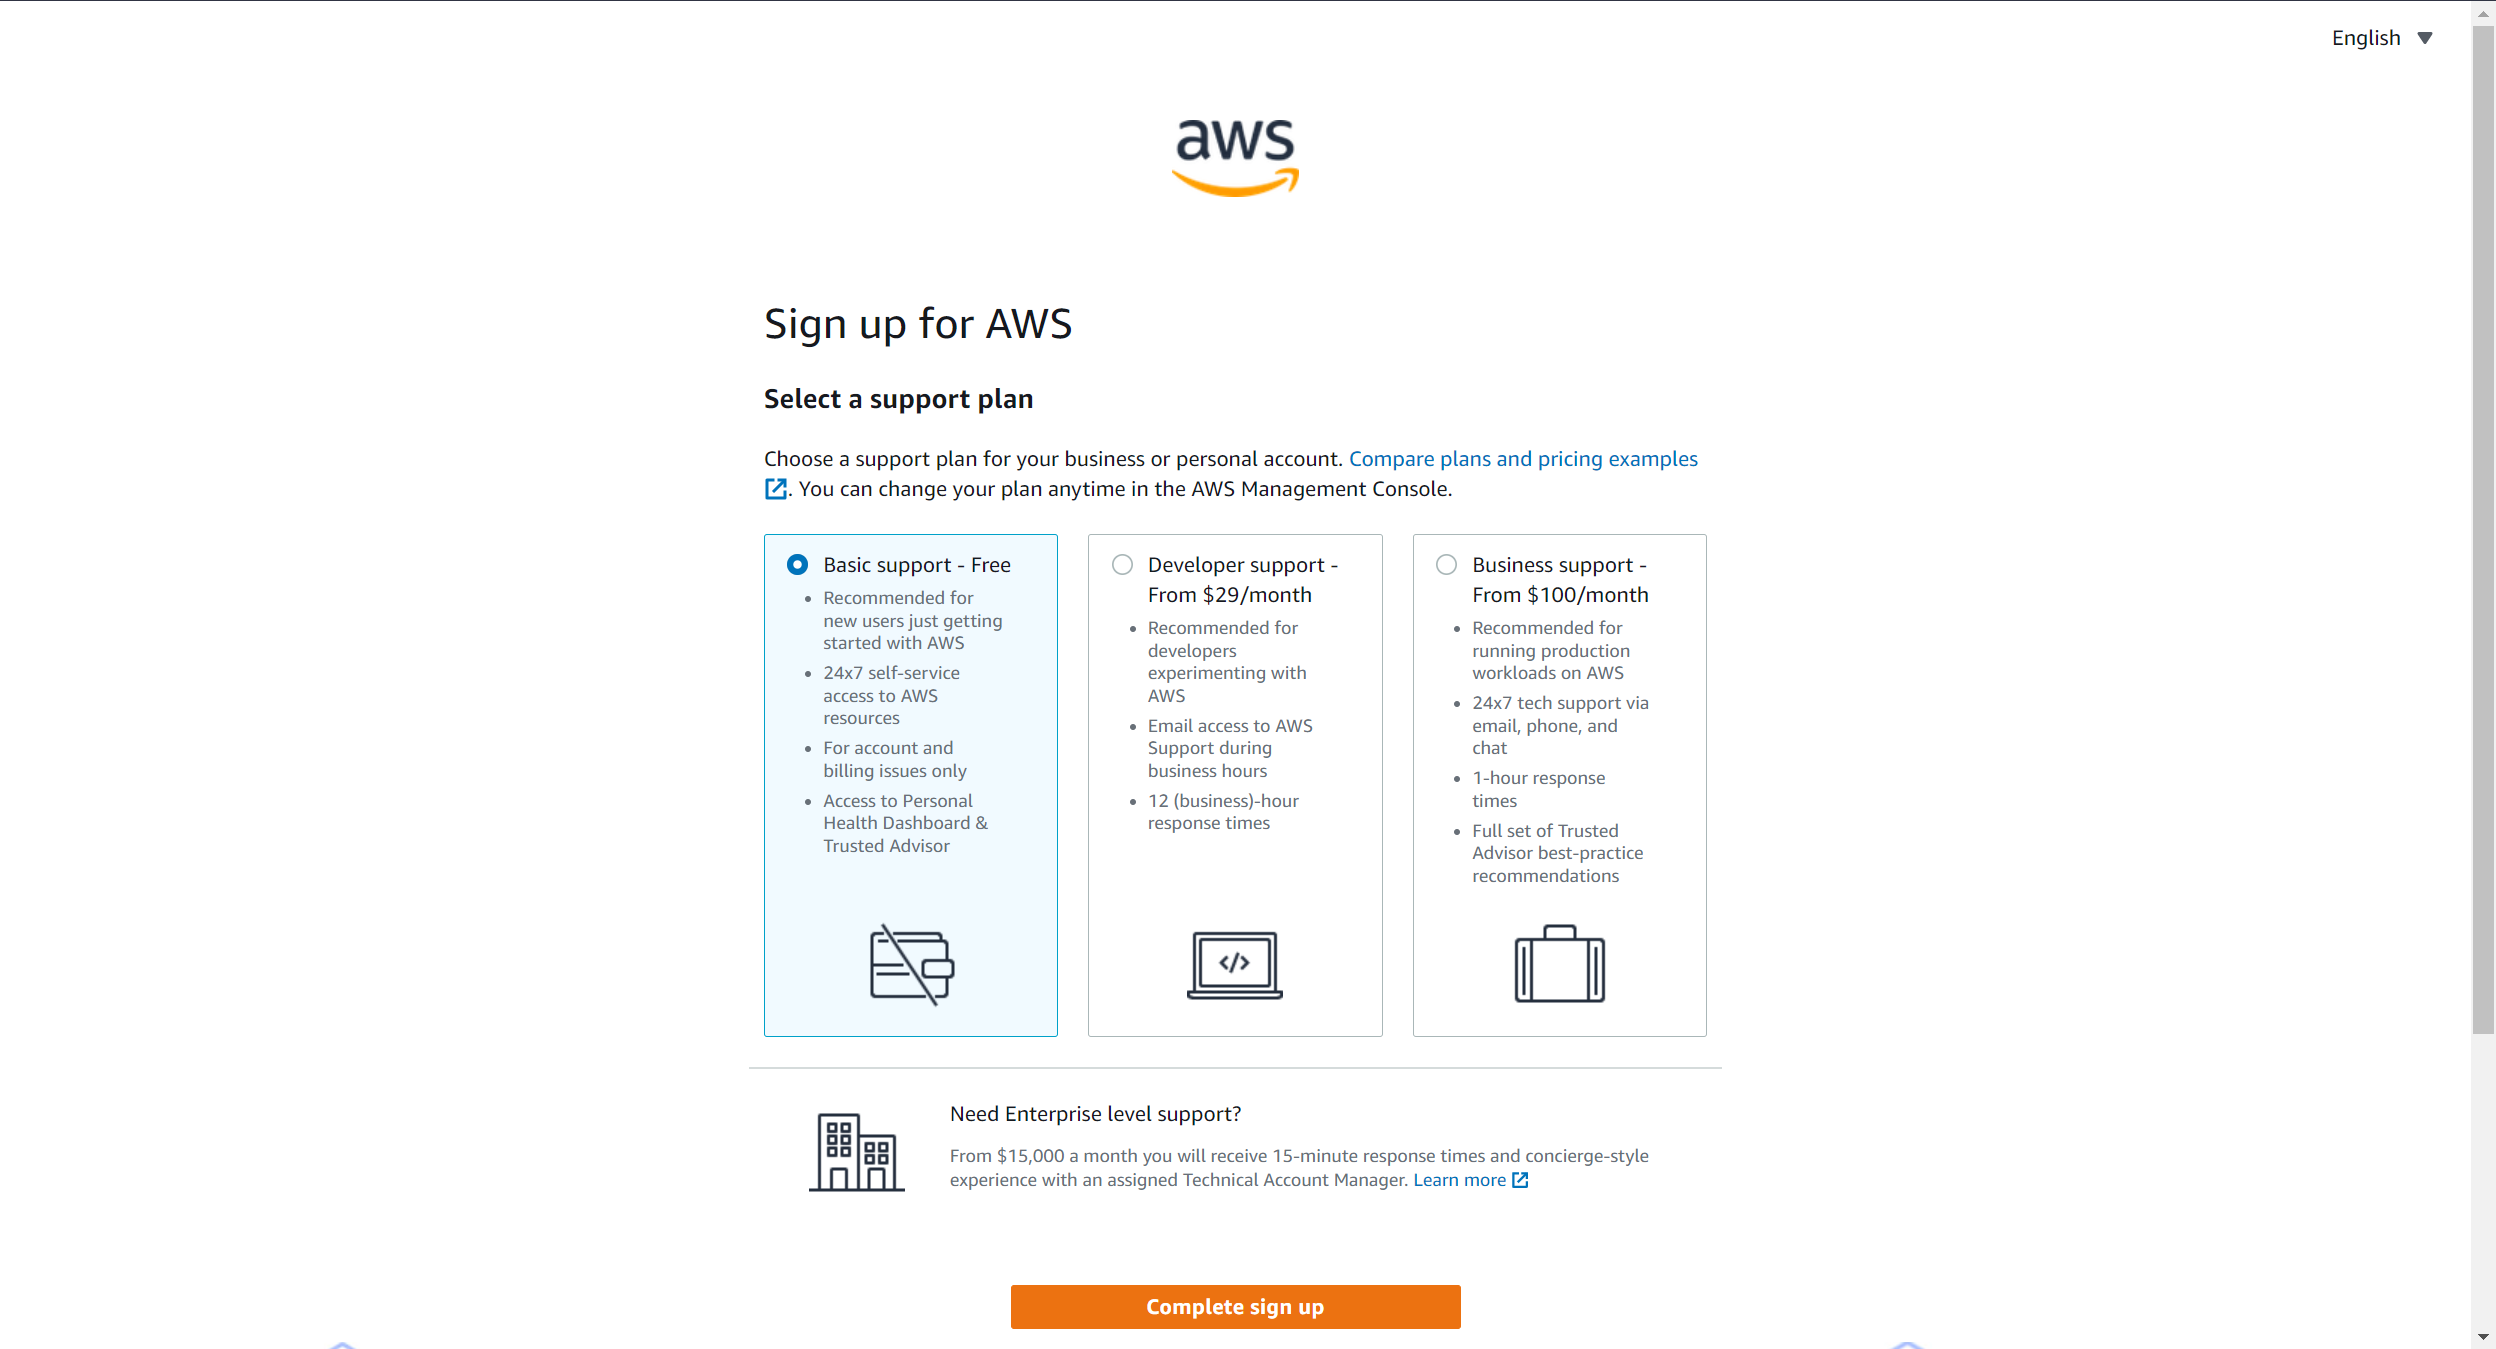 English
aws
Sign up for AWS
Select a support plan
Choose a support plan for your business or personal account. Compare plans and pricing examples
. You can change your plan anytime in the AWS Management Console.
Basic support - Free
Recommended for
new users just getting
started with AWS
24x7 self-service
access to AWS
resources
For account and
billing issues only
Access to Personal
Health Dashboard &
Trusted Advisor
Developer support -
From $29/month
Recommended for
developers
experimenting with
AWS
Email access to AWS
Support during
business hours
12 (business)-hour
response times
</>
Business support -
From $100/month
Recommended for
running production
workloads on AWS
24x7 tech support via
email, phone, and
chat
1-hour response
times
Full set of Trusted
Advisor best-practice
recommendations
Need Enterprise level support?
From $15,000 a month you will receive 15-minute response times and concierge-style
experience with an assigned Technical Account Manager. Learn more
Complete sign up